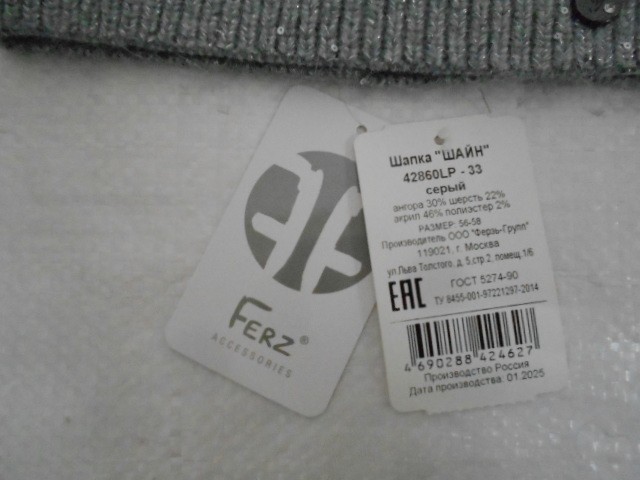 FERZ®
ACCESSORIES
Шапка "ШАЙН"
42860LP - 33
серый
ангора 30% шерсть 22%
акрил 46% полиэстер 2%
РАЗМЕР: 56-58
Производитель ООО "Ферзь-Групп"
119021, г. Москва
ул.Льва Толстого, д. 5,стр 2, помещ.1/6
ГОСТ 5274-90
EAC
ТУ 8455-001-97221297-2014
4 690288 424627
Производство Россия
Дата производства: 01.2025